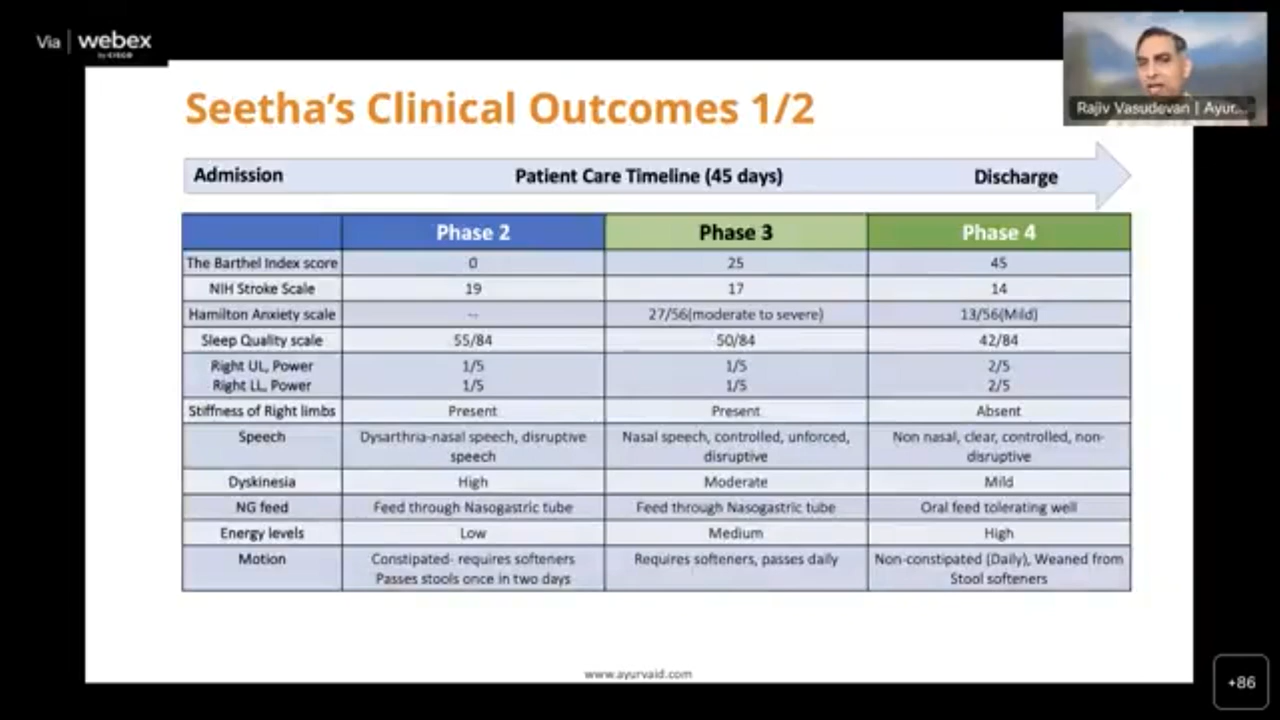 Via | webex
by CISCO
Rajiv Vasudevan | Ayur...
Seetha's Clinical Outcomes 1/2
Admission Patient Care Timeline (45 days) Discharge
Phase 2 Phase 3 Phase 4
The Barthel Index score 0 25 45
NIH Stroke Scale 19 17 14
Hamilton Anxiety scale -- 27/56(moderate to severe) 13/56(Mild)
Sleep Quality scale 55/84 50/84 42/84
Right UL, Power 1/5 1/5 2/5
Right LL, Power 1/5 1/5 2/5
Stiffness of Right limbs Present Present Absent
Speech Dysarthria-nasal speech, disruptive Nasal speech, controlled, unforced, Non nasal, clear, controlled, non-
speech disruptive disruptive
Dyskinesia High Moderate Mild
NG feed Feed through Nasogastric tube Feed through Nasogastric tube Oral feed tolerating well
Energy levels Low Medium High
Motion Constipated- requires softeners Requires softeners, passes daily Non-constipated (Daily), Weaned from
Passes stools once in two days Stool softeners
www.ayurvaid.com
+86